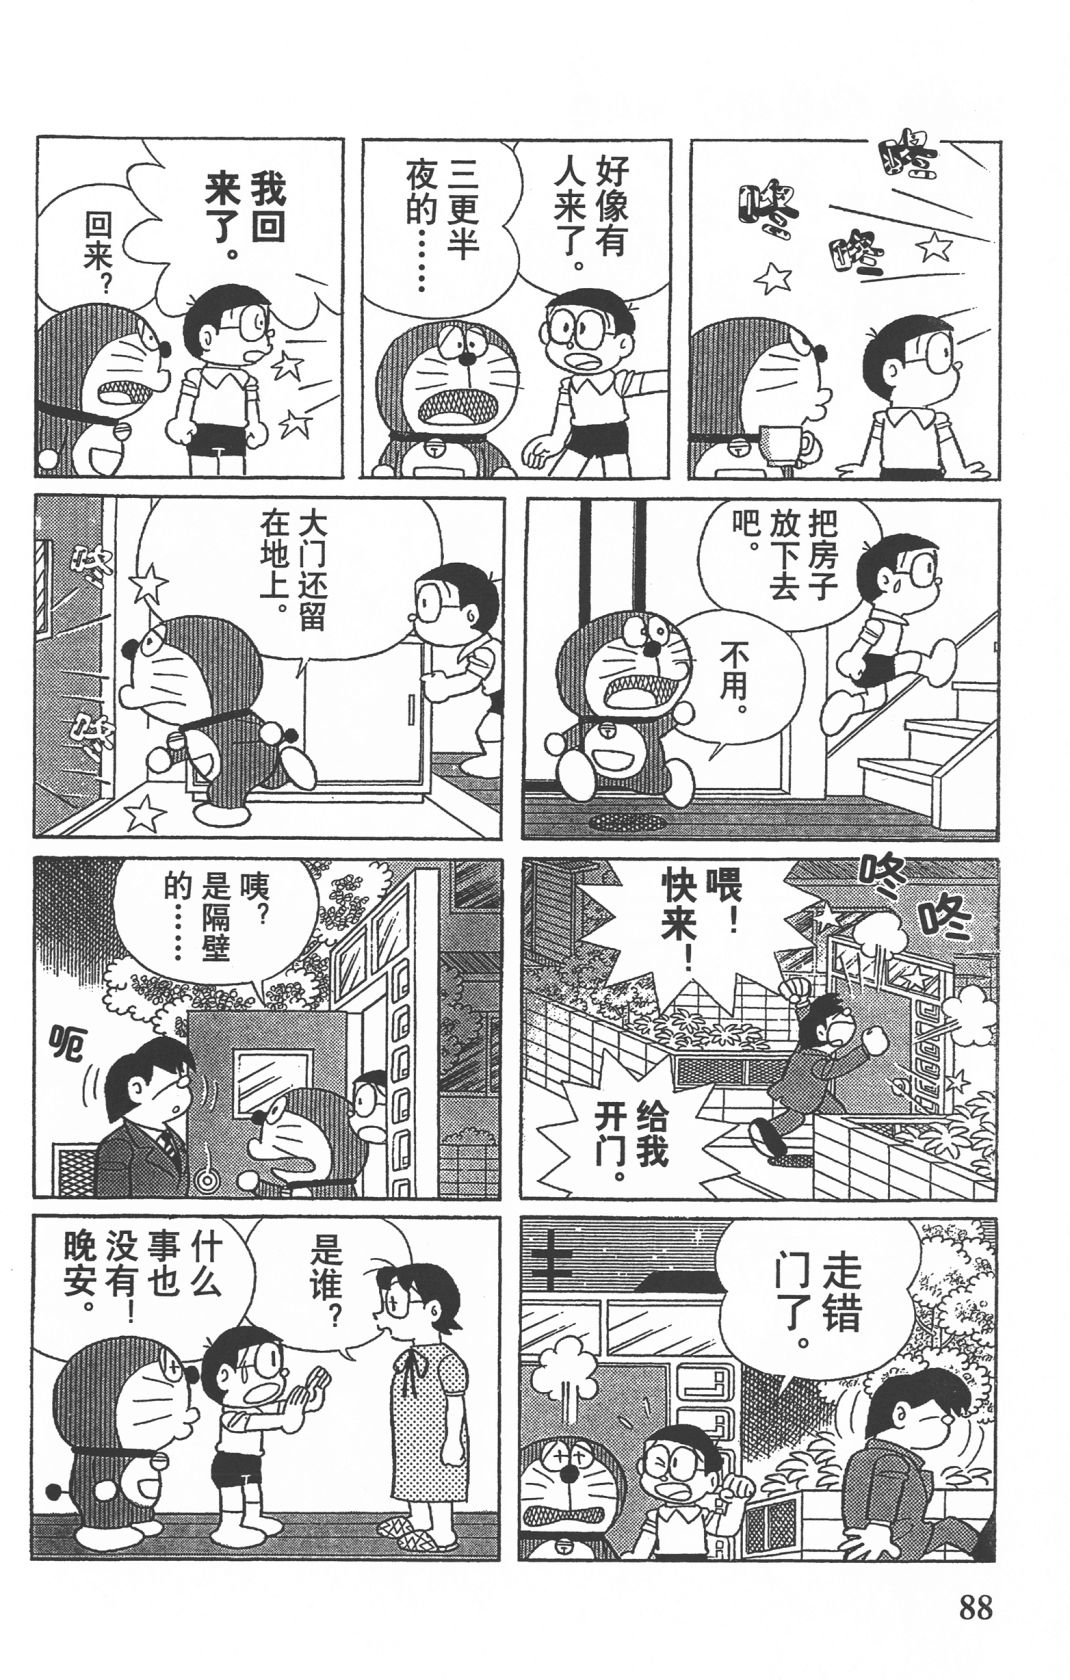 咚
咚
咚
好像有
人来了。
三更半
夜的……
我回
来了。
回来？
把房子
放下去
吧。
不用。
大门还留
在地上。
咚
咚
咚
咚
喂！
快来！
给我
开门。
咦？
是隔壁
的……
呃
走错
门了。
是谁？
什么
事也
没有！
晚安。
88